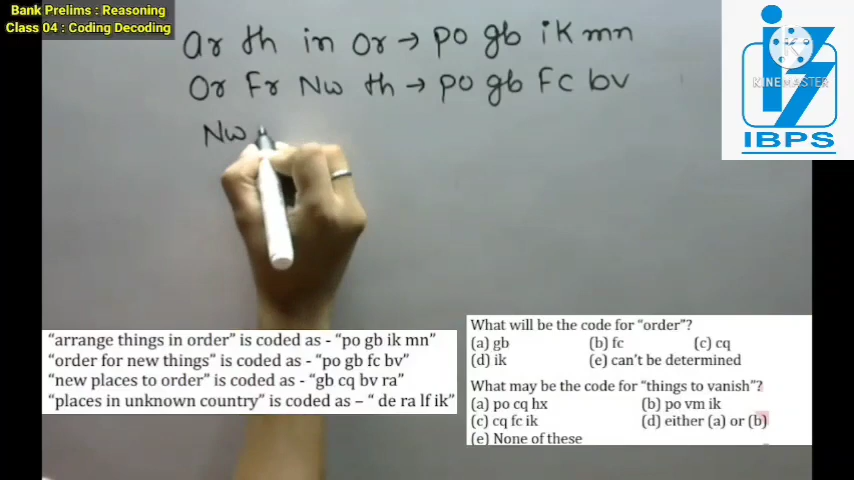 Bank Prelims : Reasoning
Class 04 : Coding Decoding
Ar th in Or → po gb ik mn
Or Fr Nw th → po gb Fc bv
Nw
KINEMASTER
IBPS
"arrange things in order" is coded as - "po gb ik mn"
"order for new things" is coded as - "po gb fc bv"
"new places to order" is coded as - "gb cq bv ra"
"places in unknown country" is coded as – " de ra lf ik"
What will be the code for "order"?
(a) gb (b) fc (c) cq
(d) ik (e) can't be determined
What may be the code for "things to vanish"?
(a) po cq hx (b) po vm ik
(c) cq fc ik (d) either (a) or (b)
(e) None of these